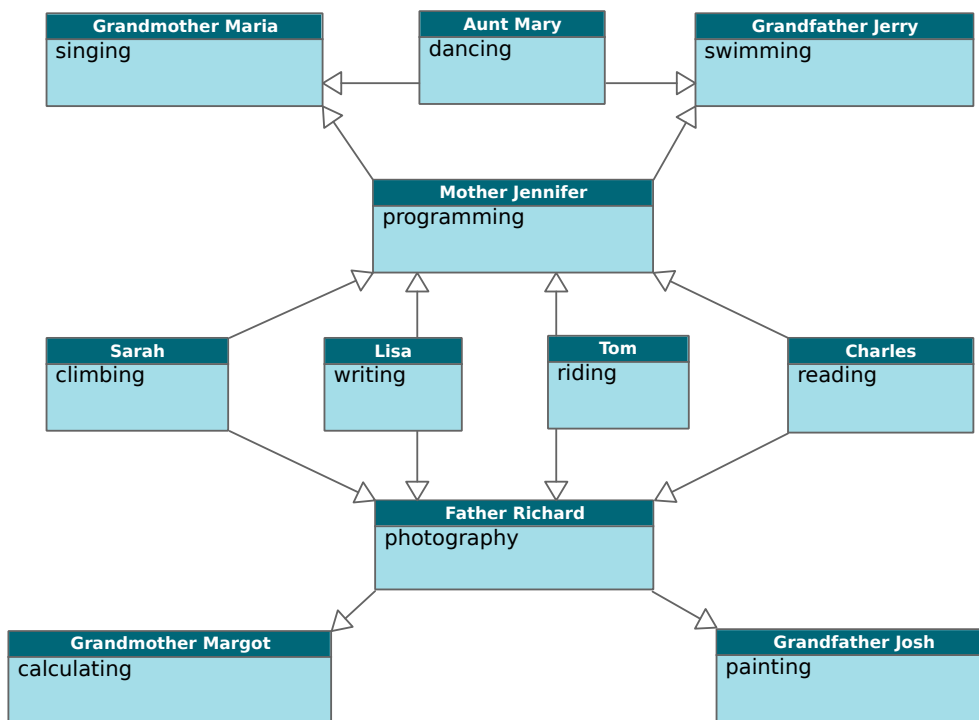 Grandmother Maria
singing
Aunt Mary
dancing
Grandfather Jerry
swimming
Mother Jennifer
programming
Sarah
climbing
Lisa
writing
Tom
riding
Charles
reading
Father Richard
photography
Grandmother Margot
calculating
Grandfather Josh
painting